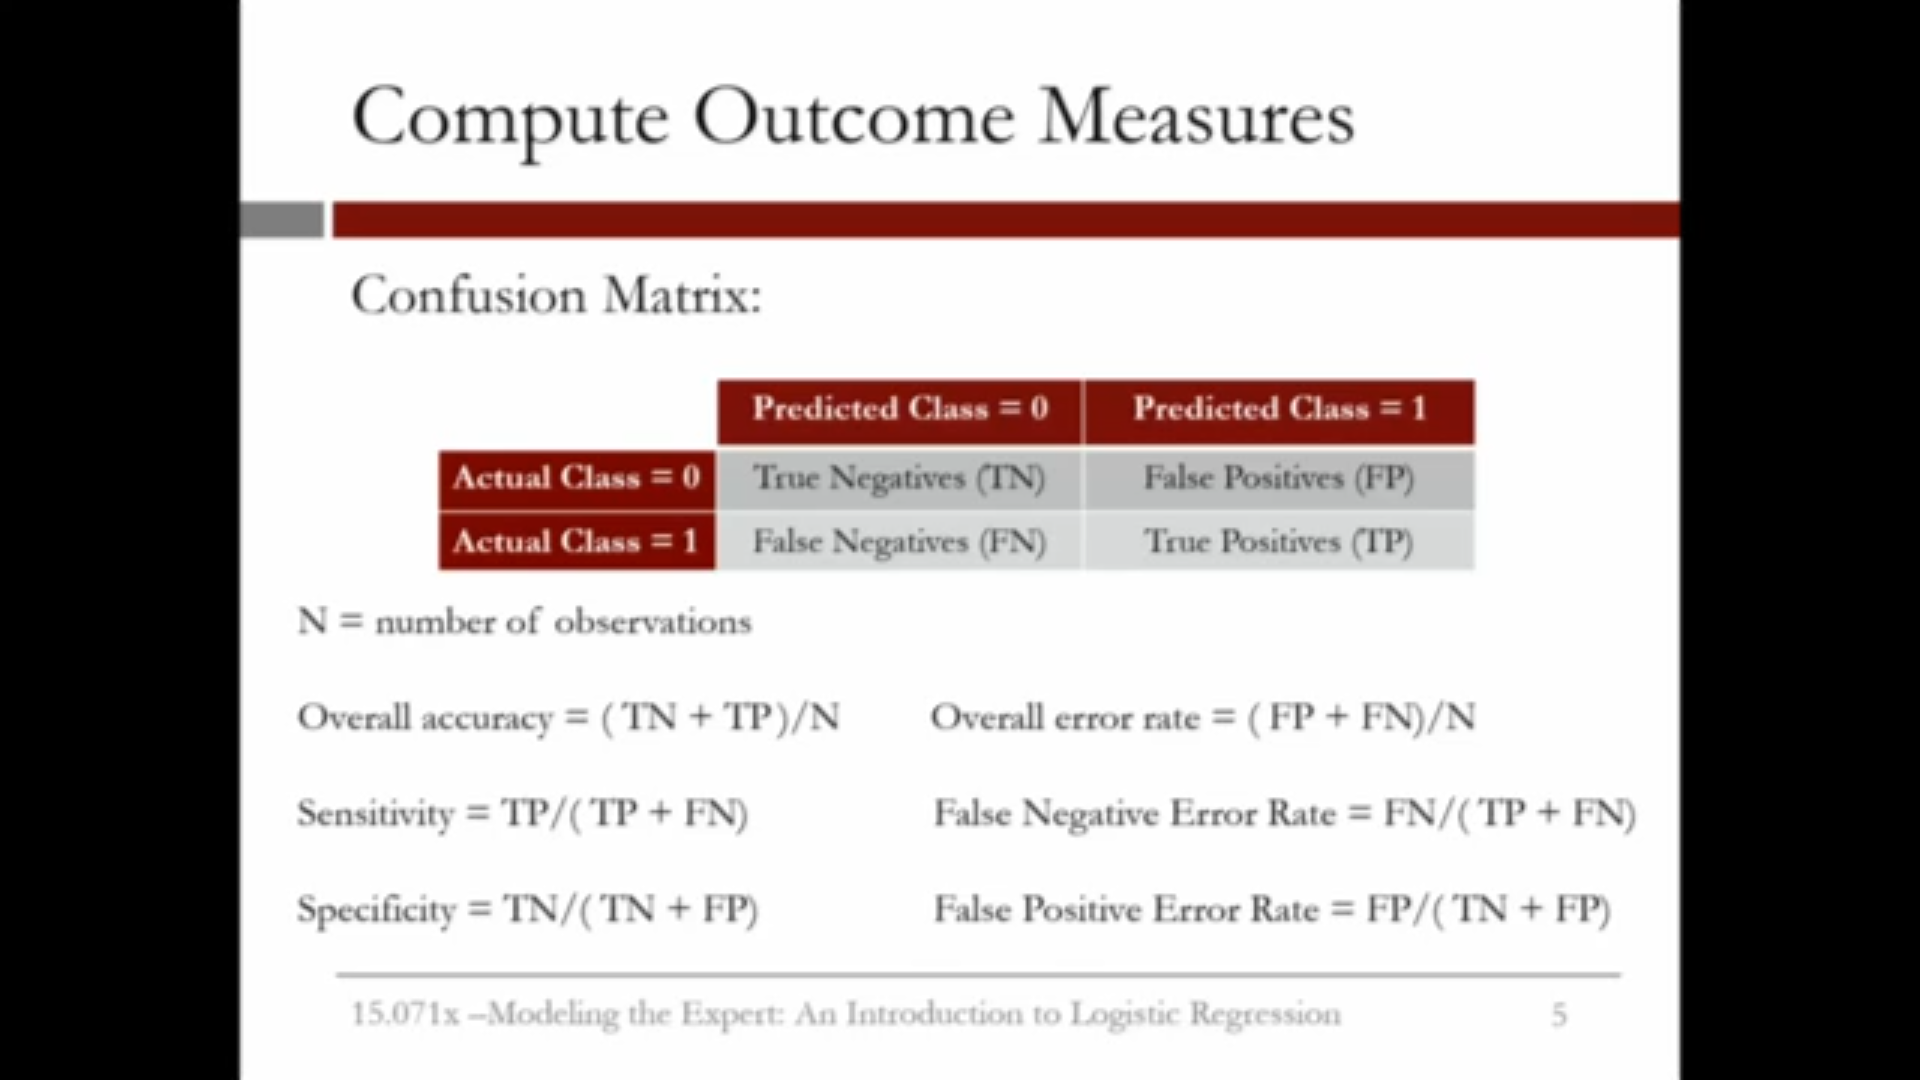 Compute Outcome Measures
Confusion Matrix:
Predicted Class = 0 Predicted Class = 1
Actual Class = 0 True Negatives (TN) False Positives (FP)
Actual Class = 1 False Negatives (FN) True Positives (TP)
N = number of observations
Overall accuracy = ( TN + TP )/N Overall error rate = ( FP + FN)/N
Sensitivity = TP/( TP + FN) False Negative Error Rate = FN/( TP + FN)
Specificity = TN/( TN + FP) False Positive Error Rate = FP/( TN + FP)
15.071x –Modeling the Expert: An Introduction to Logistic Regression 5